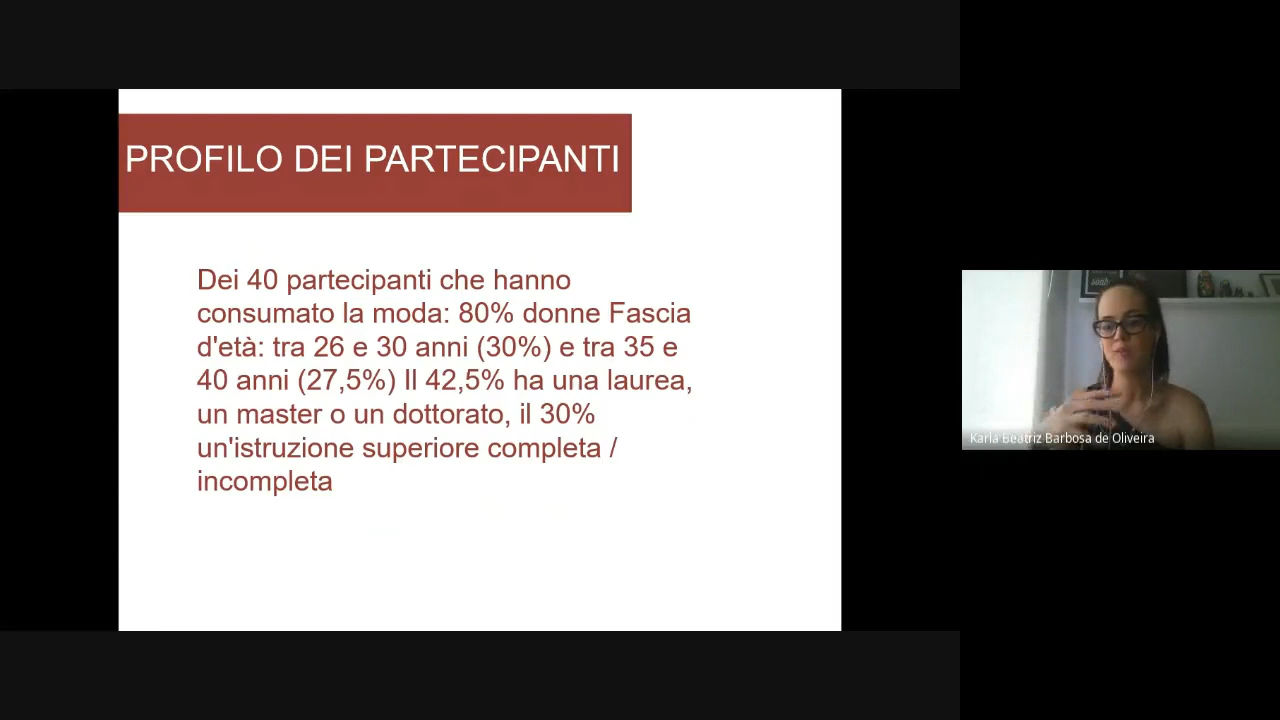 PROFILO DEI PARTECIPANTI
Dei 40 partecipanti che hanno
consumato la moda: 80% donne Fascia
d'età: tra 26 e 30 anni (30%) e tra 35 e
40 anni (27,5%) Il 42,5% ha una laurea,
un master o un dottorato, il 30%
un'istruzione superiore completa /
incompleta
Karla Beatriz Barbosa de Oliveira